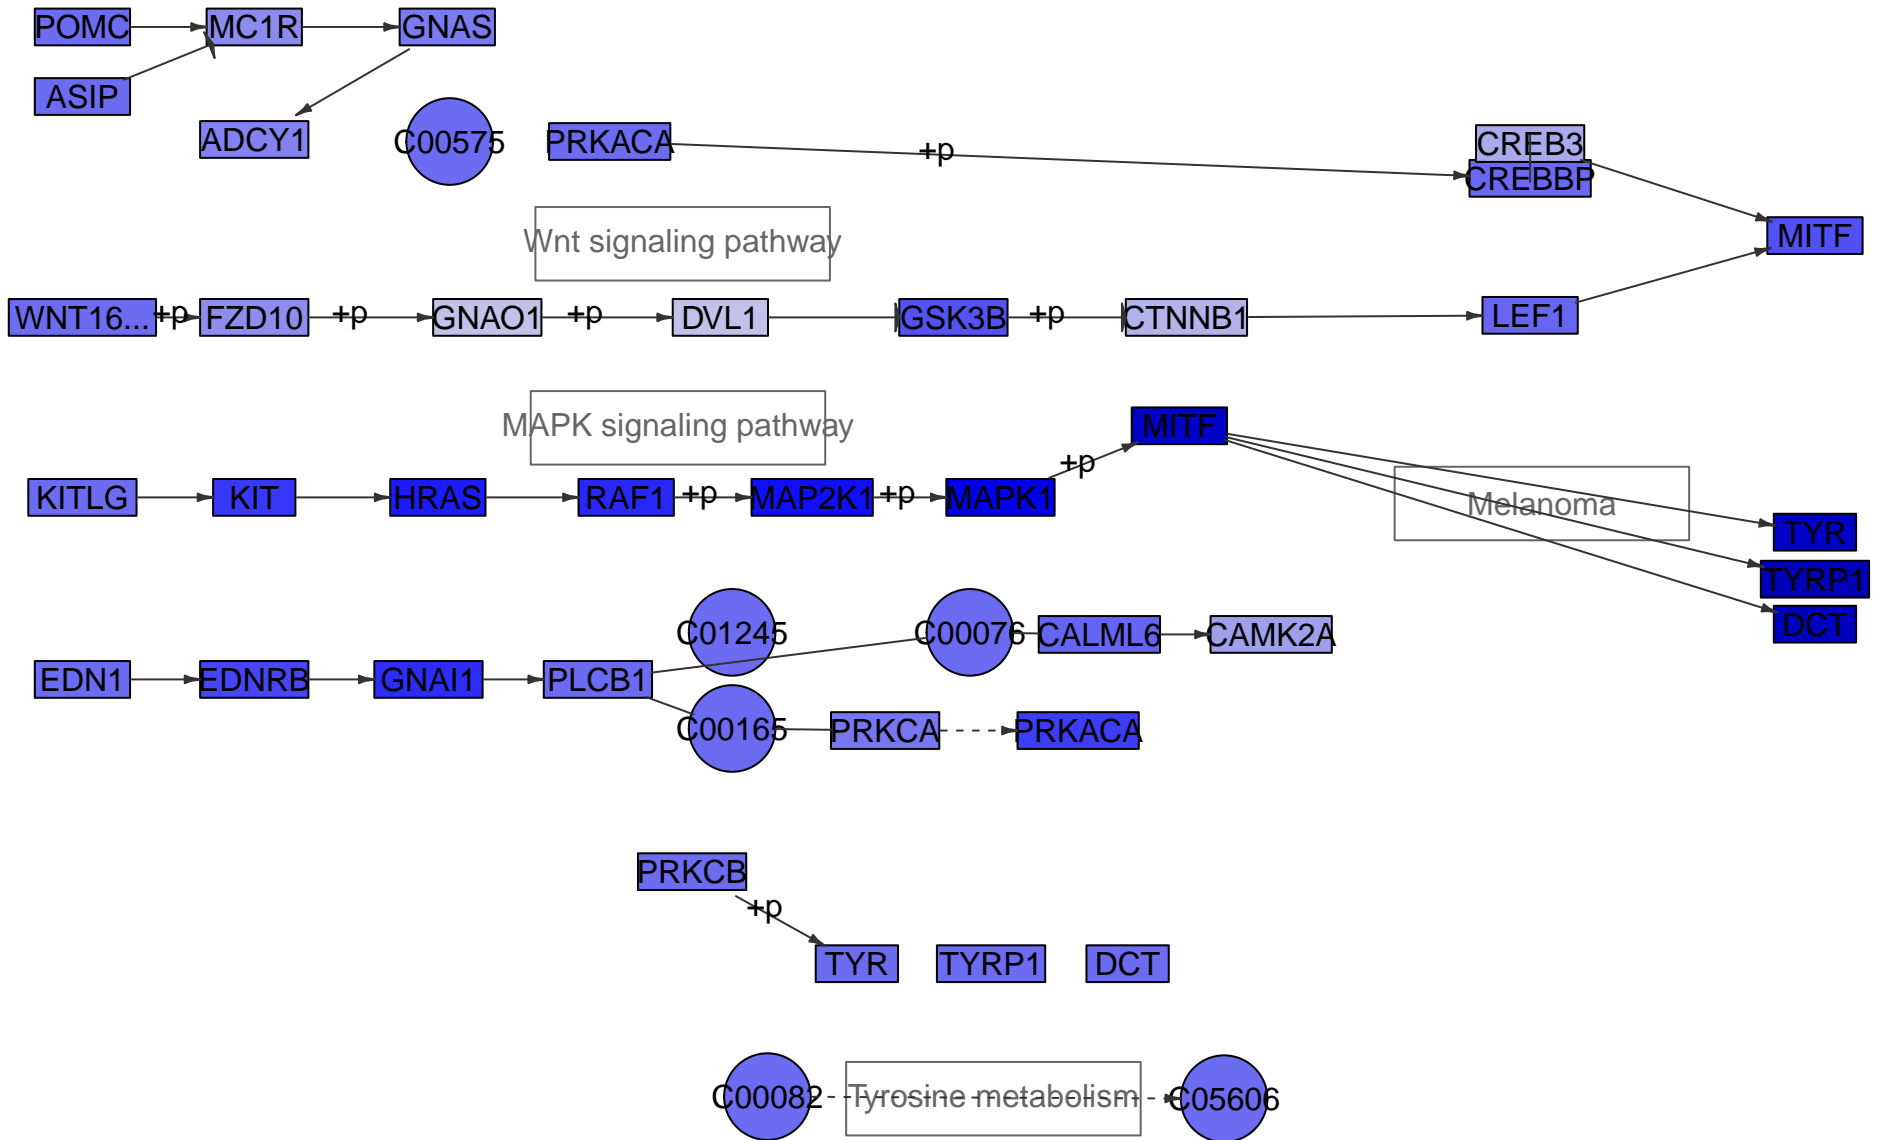 POMC
MC1R
GNAS
ASIP
ADCY1
C00575
PRKACA
+p
CREB3
CREBBP
Wnt signaling pathway
MITF
WNT16...
+p
FZD10
+p
GNAO1
+p
DVL1
GSK3B
+p
CTNNB1
LEF1
MAPK signaling pathway
MITF
+p
KITLG
KIT
HRAS
RAF1
+p
MAP2K1
+p
MAPK1
Melanoma
TYR
TYRP1
DCT
C01245
C00076
CALML6
CAMK2A
EDN1
EDNRB
GNAI1
PLCB1
C00165
PRKCA
PRKACA
PRKCB
+p
TYR
TYRP1
DCT
C00082
Tyrosine metabolism
C05606